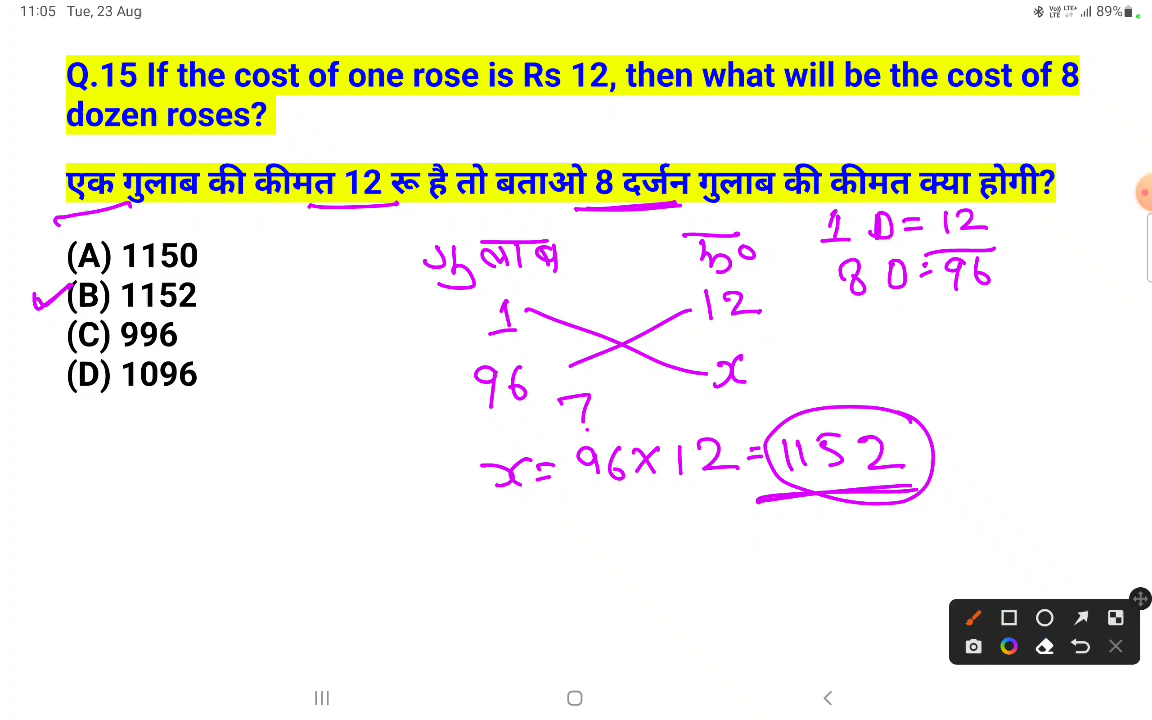 11:05 Tue, 23 Aug
89%
Q.15 If the cost of one rose is Rs 12, then what will be the cost of 8
dozen roses?
एक गुलाब की कीमत 12 रू है तो बताओ 8 दर्जन गुलाब की कीमत क्या होगी?
(A) 1150
(B) 1152
(C) 996
(D) 1096
1 D = 12
8 D = 96
गुलाब रू०
1 12
96 x
?
x = 96 x 12 = 1152